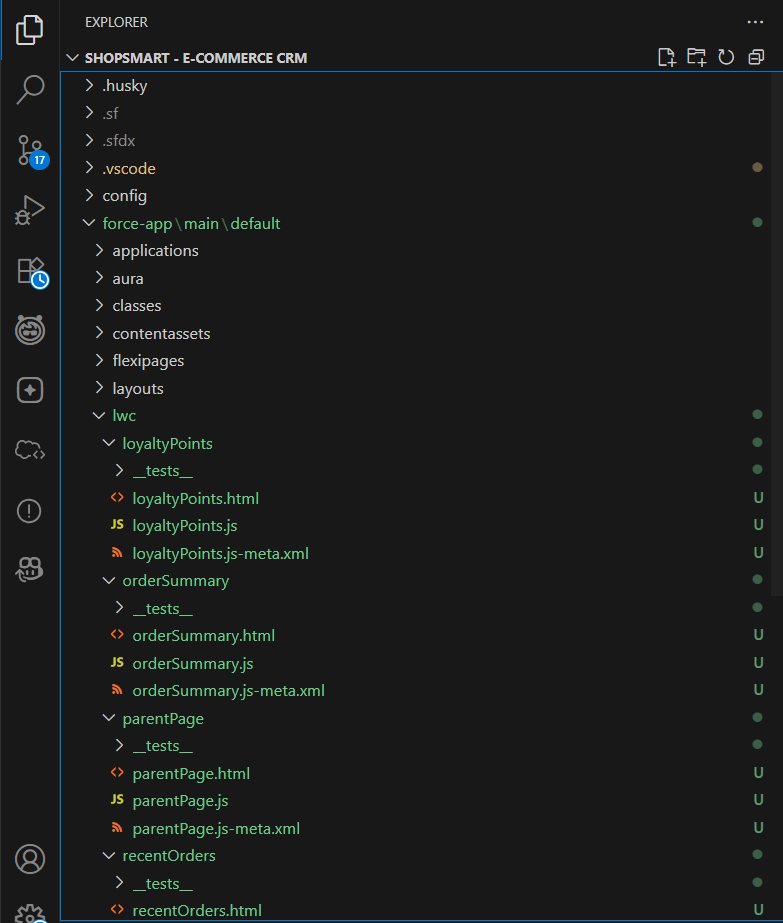 EXPLORER
SHOPSMART - E-COMMERCE CRM
.husky
.sf
.sfdx
17
.vscode
config
force-app\main\default
applications
aura
classes
contentassets
flexipages
layouts
lwc
loyaltyPoints
__tests__
loyaltyPoints.html U
JS loyaltyPoints.js U
loyaltyPoints.js-meta.xml U
orderSummary
__tests__
orderSummary.html U
JS orderSummary.js U
orderSummary.js-meta.xml U
parentPage
__tests__
parentPage.html U
JS parentPage.js U
parentPage.js-meta.xml U
recentOrders
__tests__
recentOrders.html U